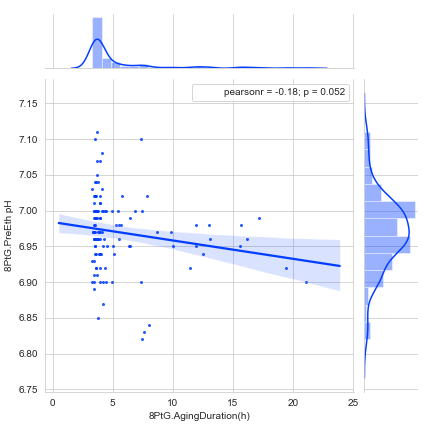 pearsonr = -0.18; p = 0.052
7.15
7.10
7.05
7.00
6.95
6.90
6.85
6.80
6.75
8PtG.PreEth pH
0 5 10 15 20 25
8PtG.AgingDuration(h)